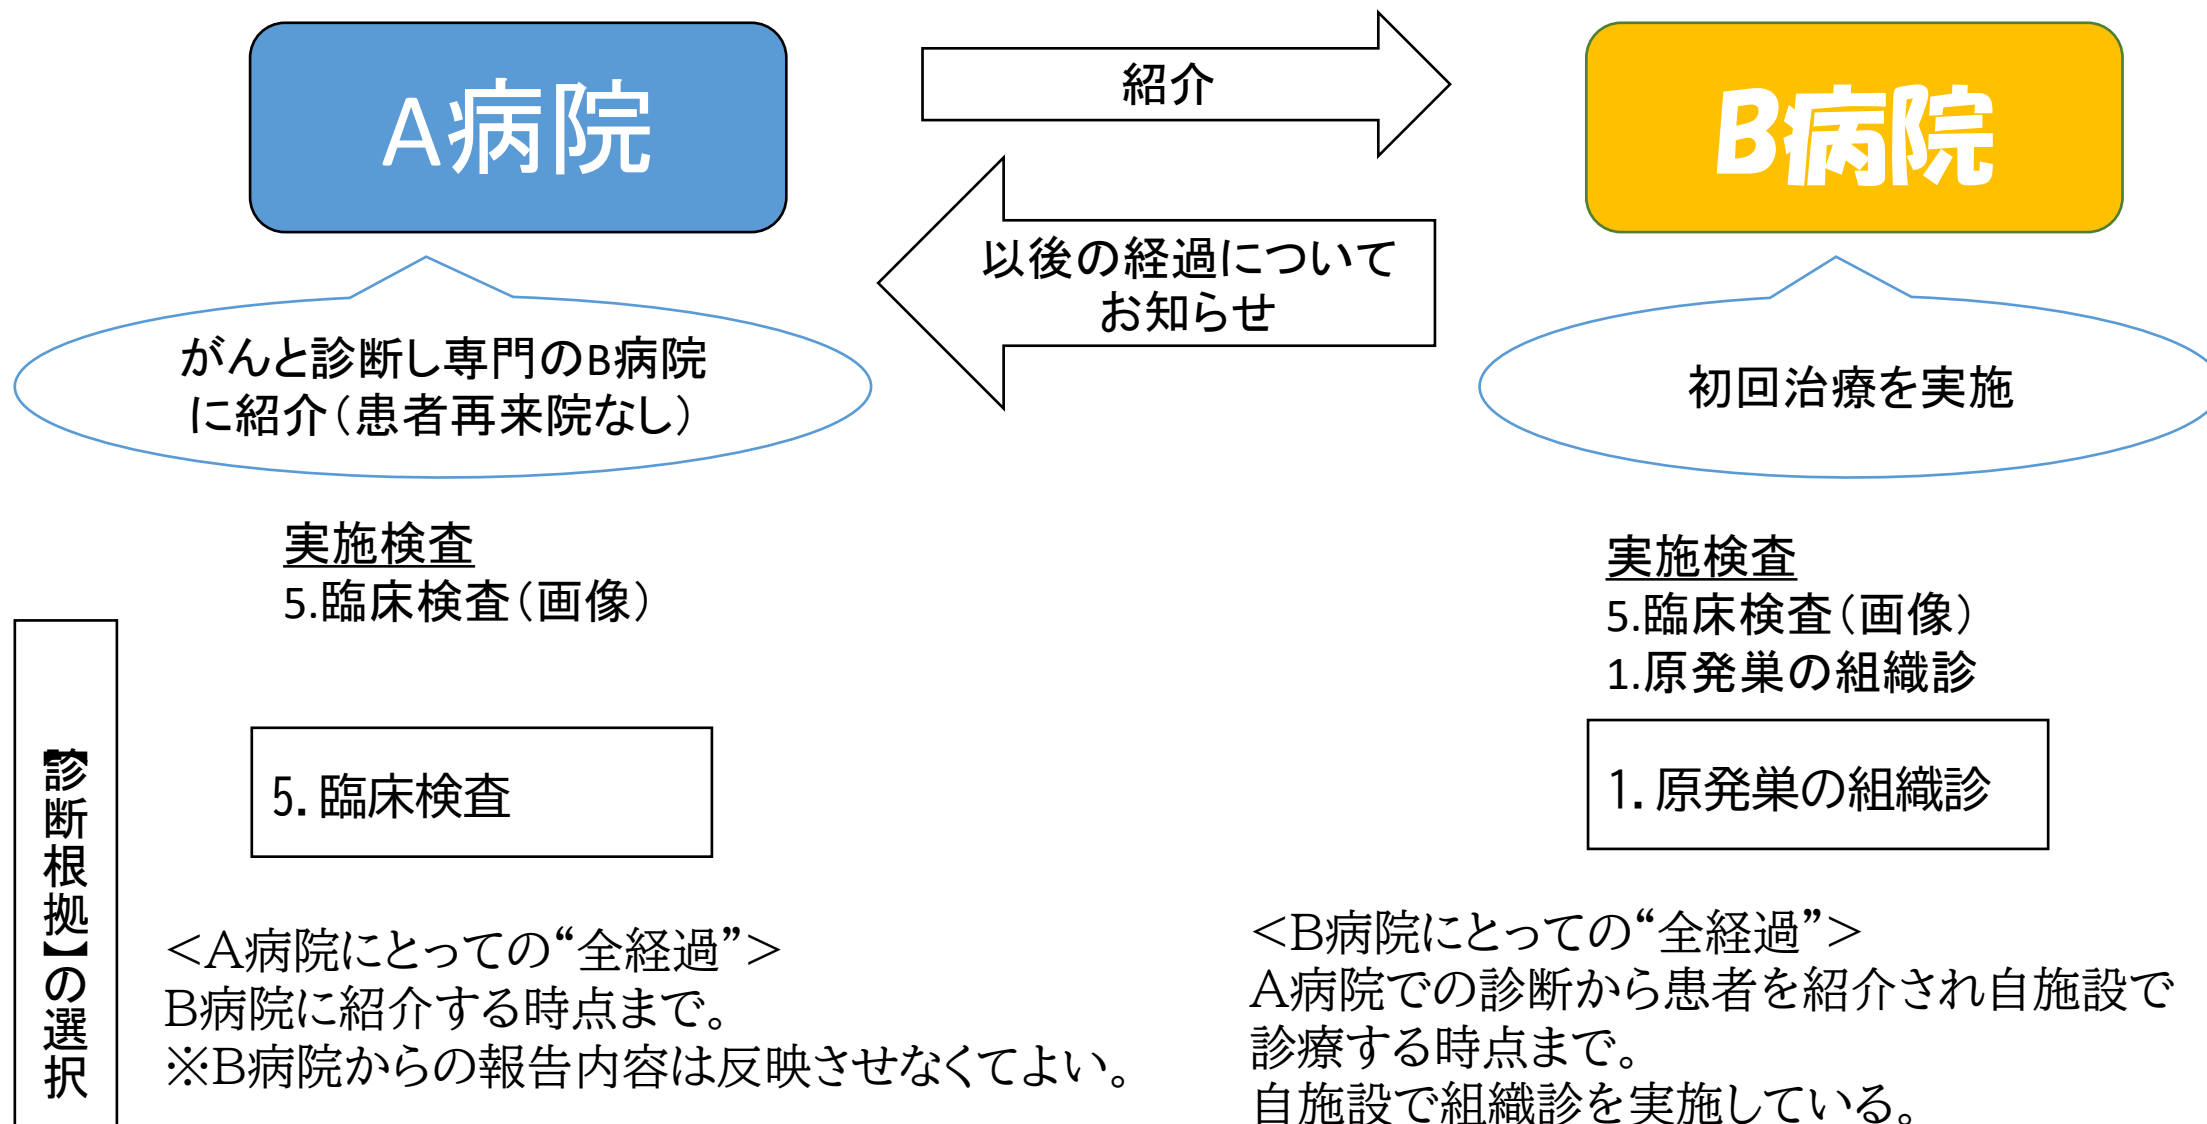 A病院
紹介
B病院
以後の経過について
お知らせ
がんと診断し専門のB病院
に紹介（患者再来院なし）
初回治療を実施
実施検査
5.臨床検査（画像）
実施検査
5.臨床検査（画像）
1.原発巣の組織診
【診断根拠】の選択
5.臨床検査
1.原発巣の組織診
＜A病院にとっての“全経過”＞
B病院に紹介する時点まで。
※B病院からの報告内容は反映させなくてよい。
＜B病院にとっての“全経過”＞
A病院での診断から患者を紹介され自施設で
診療する時点まで。
自施設で組織診を実施している。